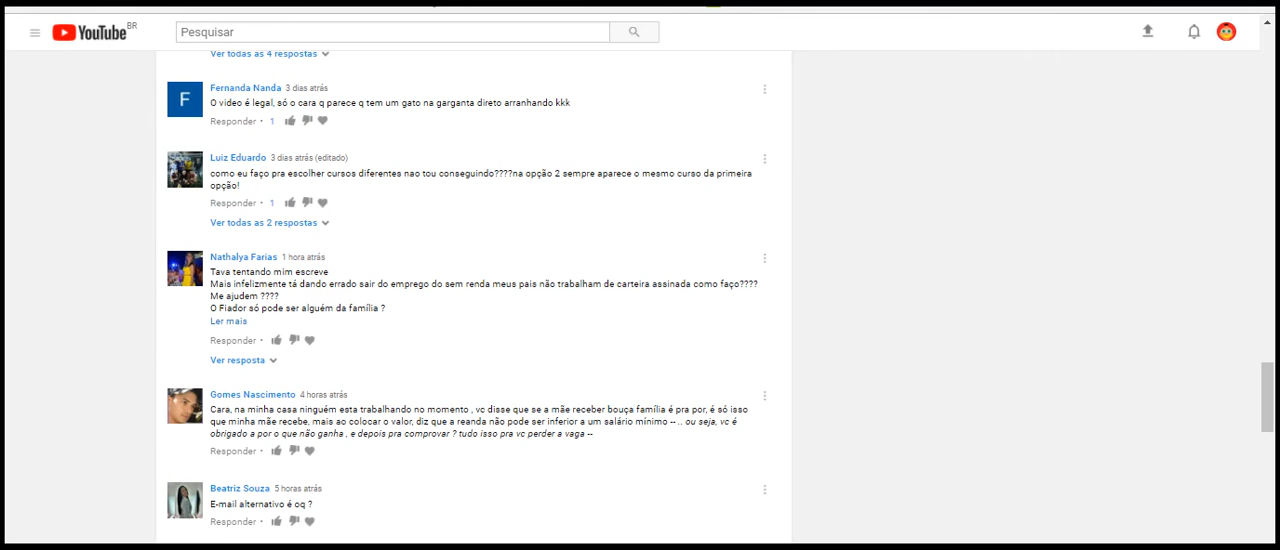 YouTube BR
Pesquisar
Ver todas as 4 respostas
F
Fernanda Nanda 3 dias atrás
O video é legal, só o cara q parece q tem um gato na garganta direto arranhando kkk
Responder • 1
Luiz Eduardo 3 dias atrás (editado)
como eu faço pra escolher cursos diferentes nao tou conseguindo????na opção 2 sempre aparece o mesmo curso da primeira
opção!
Responder • 1
Ver todas as 2 respostas
Nathalya Farias 1 hora atrás
Tava tentando mim escreve
Mais infelizmente tá dando errado sair do emprego do sem renda meus pais não trabalham de carteira assinada como faço????
Me ajudem ????
O Fiador só pode ser alguém da família ?
Ler mais
Responder •
Ver resposta
Gomes Nascimento 4 horas atrás
Cara, na minha casa ninguém esta trabalhando no momento , vc disse que se a mãe receber bouça família é pra por, é só isso
que minha mãe recebe, mais ao colocar o valor, diz que a reanda não pode ser inferior a um salário mínimo -- .. ou seja, vc é
obrigado a por o que não ganha , e depois pra comprovar ? tudo isso pra vc perder a vaga --
Responder •
Beatriz Souza 5 horas atrás
E-mail alternativo é oq ?
Responder •